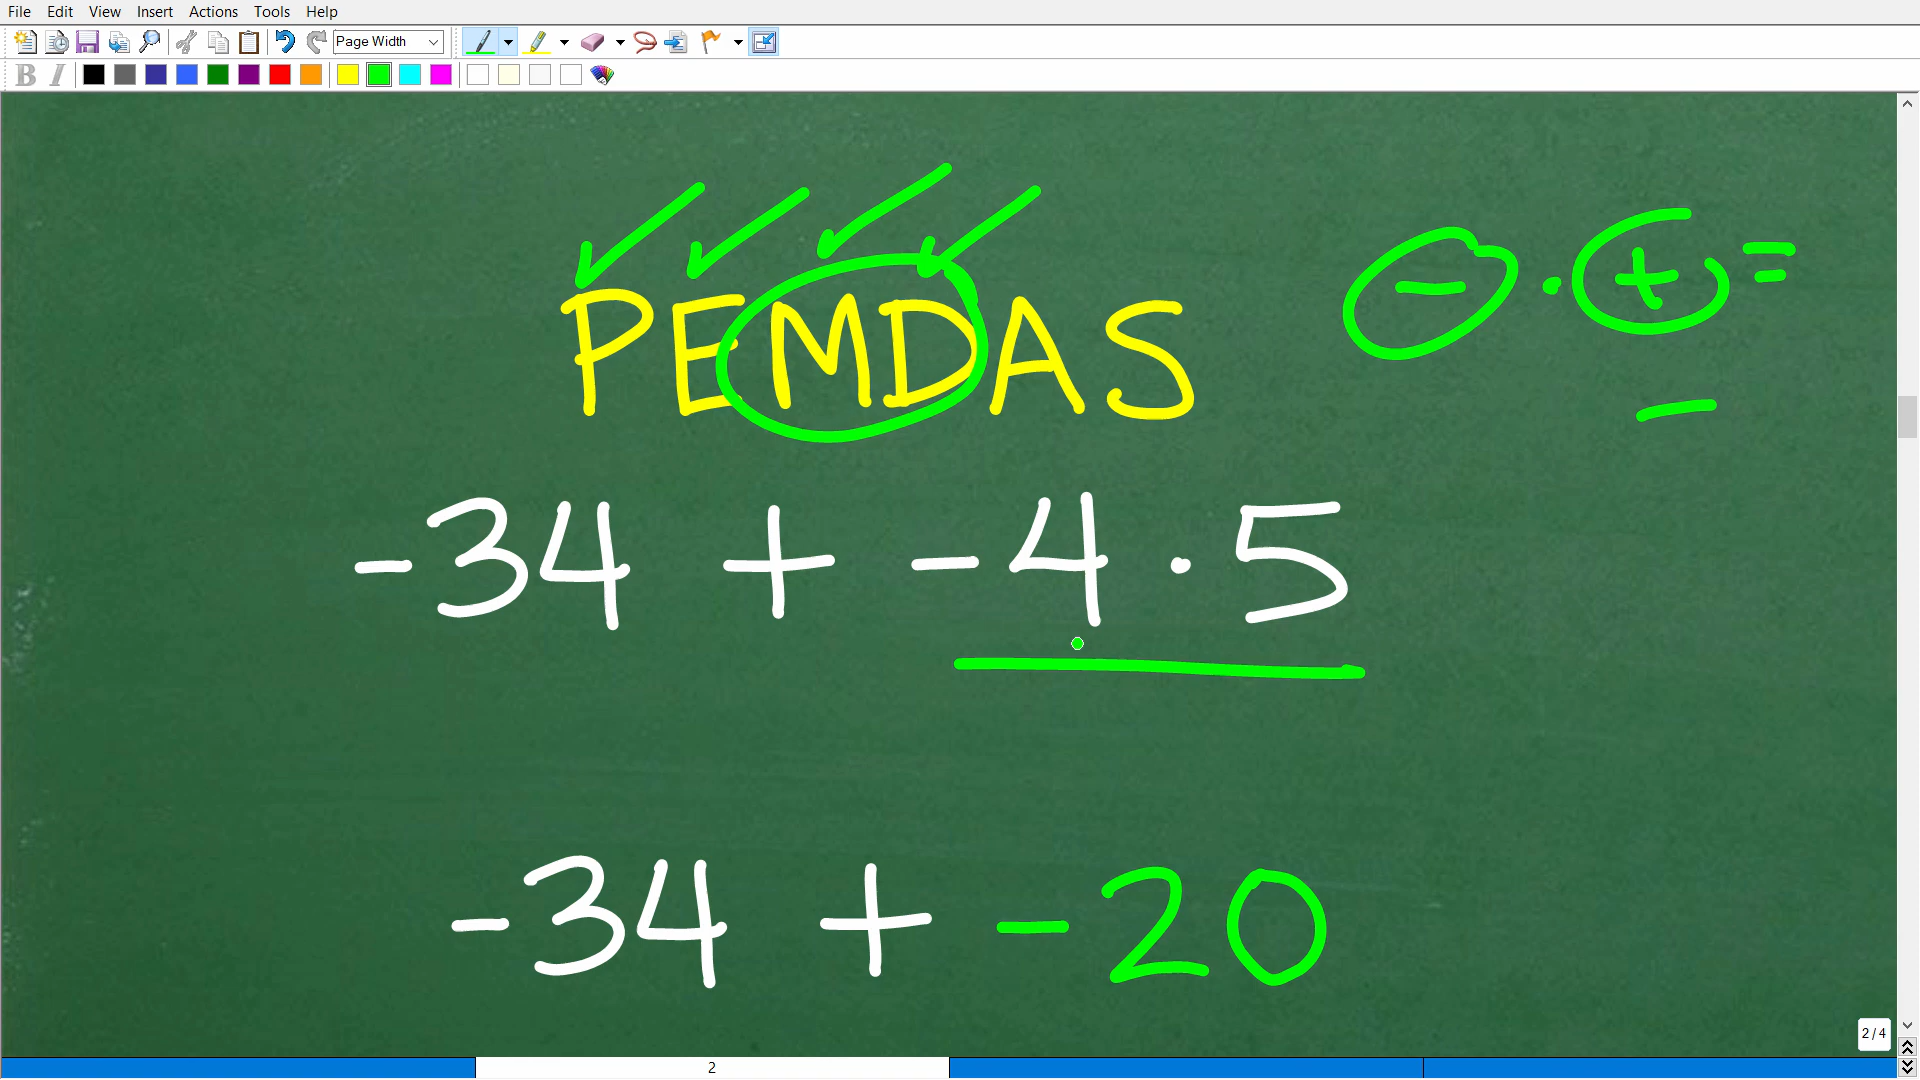 File Edit View Insert Actions Tools Help
Page Width
B I
PEMDAS
- · + =
-
-34 + -4 · 5
-34 + -20
2 / 4
2